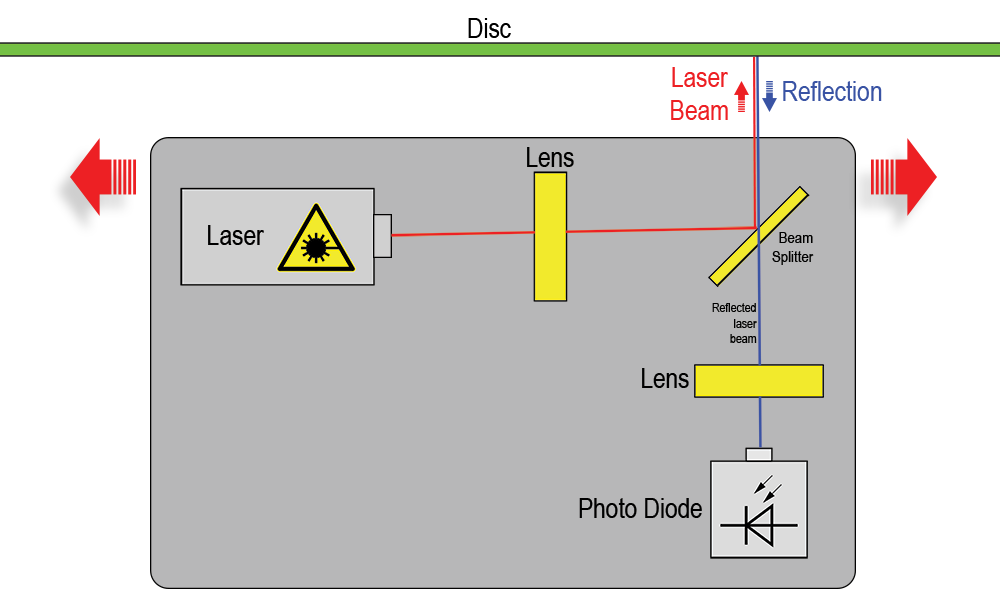 Disc
Laser
Beam
Reflection
Lens
Laser
Beam
Splitter
Reflected
laser
beam
Lens
Photo Diode